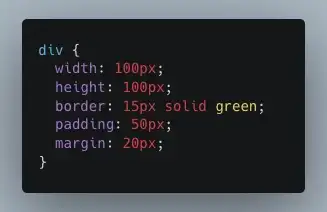 div {
  width: 100px;
  height: 100px;
  border: 15px solid green;
  padding: 50px;
  margin: 20px;
}